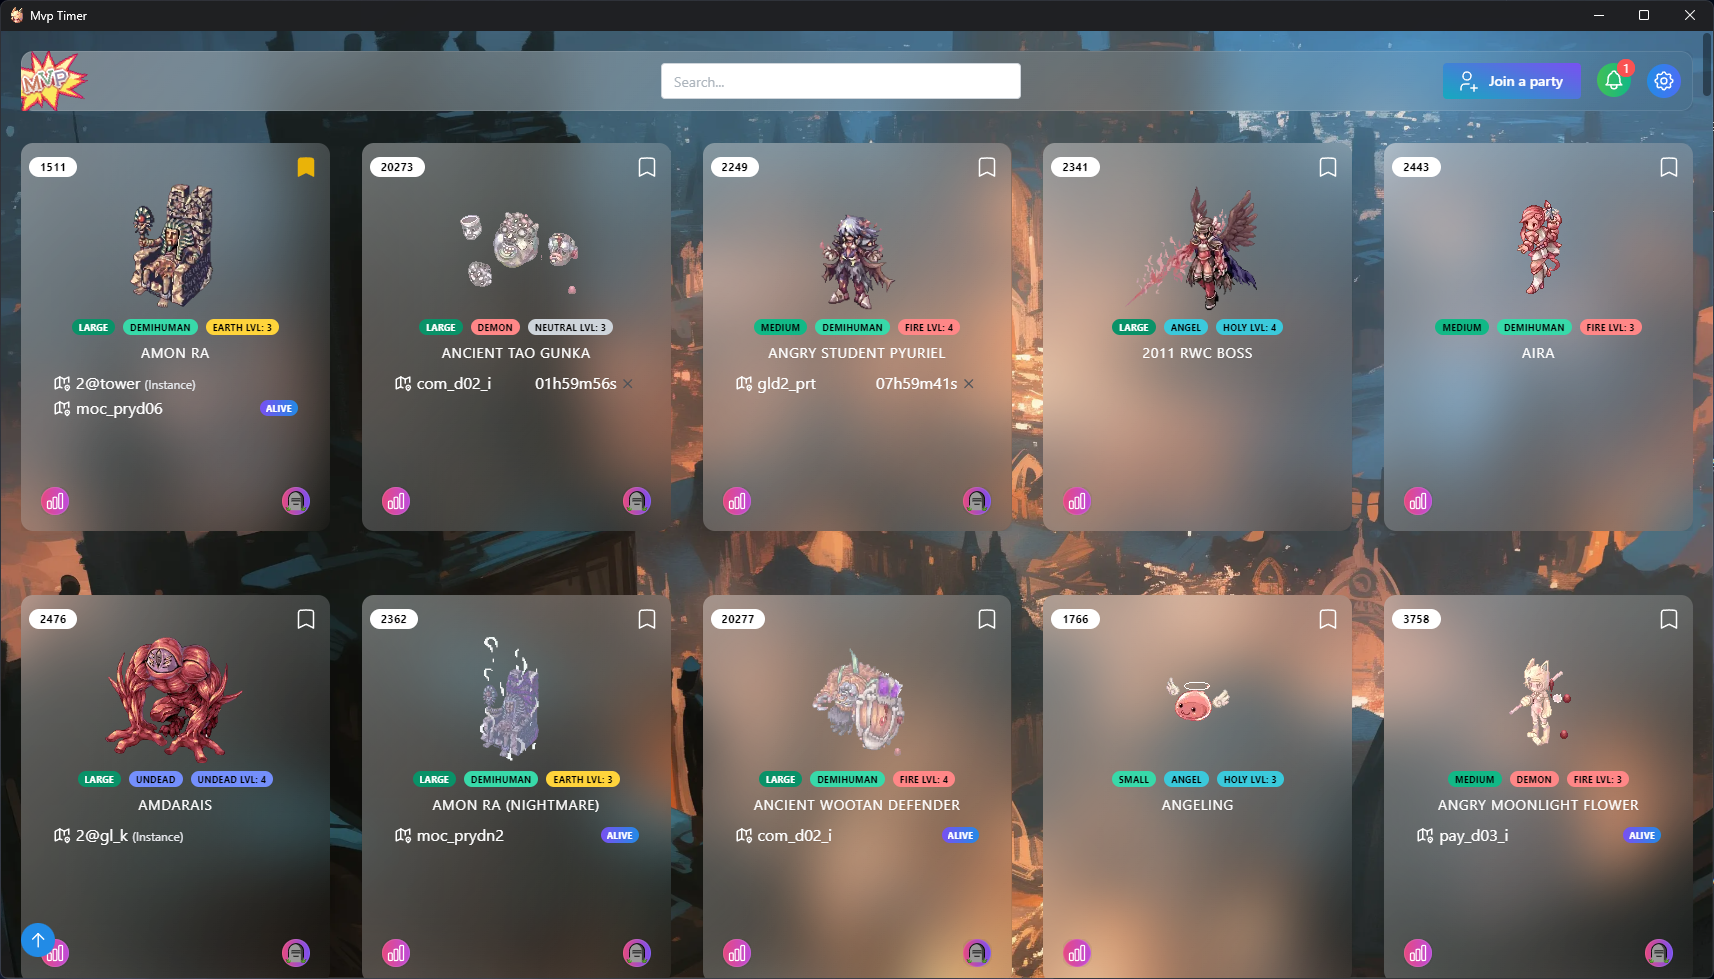 Mvp Timer
MVP
Search...
Join a party
1
1511
20273
2249
2341
2443
LARGE DEMIHUMAN EARTH LVL: 3
LARGE DEMON NEUTRAL LVL: 3
MEDIUM DEMIHUMAN FIRE LVL: 4
LARGE ANGEL HOLY LVL: 4
MEDIUM DEMIHUMAN FIRE LVL: 3
AMON RA
ANCIENT TAO GUNKA
ANGRY STUDENT PYURIEL
2011 RWC BOSS
AIRA
2@tower (Instance)
com_d02_i 01h59m56s
gld2_prt 07h59m41s
moc_pryd06 ALIVE
2476
2362
20277
1766
3758
LARGE UNDEAD UNDEAD LVL: 4
LARGE DEMIHUMAN EARTH LVL: 3
LARGE DEMIHUMAN FIRE LVL: 4
SMALL ANGEL HOLY LVL: 3
MEDIUM DEMON FIRE LVL: 3
AMDARAIS
AMON RA (NIGHTMARE)
ANCIENT WOOTAN DEFENDER
ANGELING
ANGRY MOONLIGHT FLOWER
2@gl_k (Instance)
moc_prydn2 ALIVE
com_d02_i ALIVE
pay_d03_i ALIVE